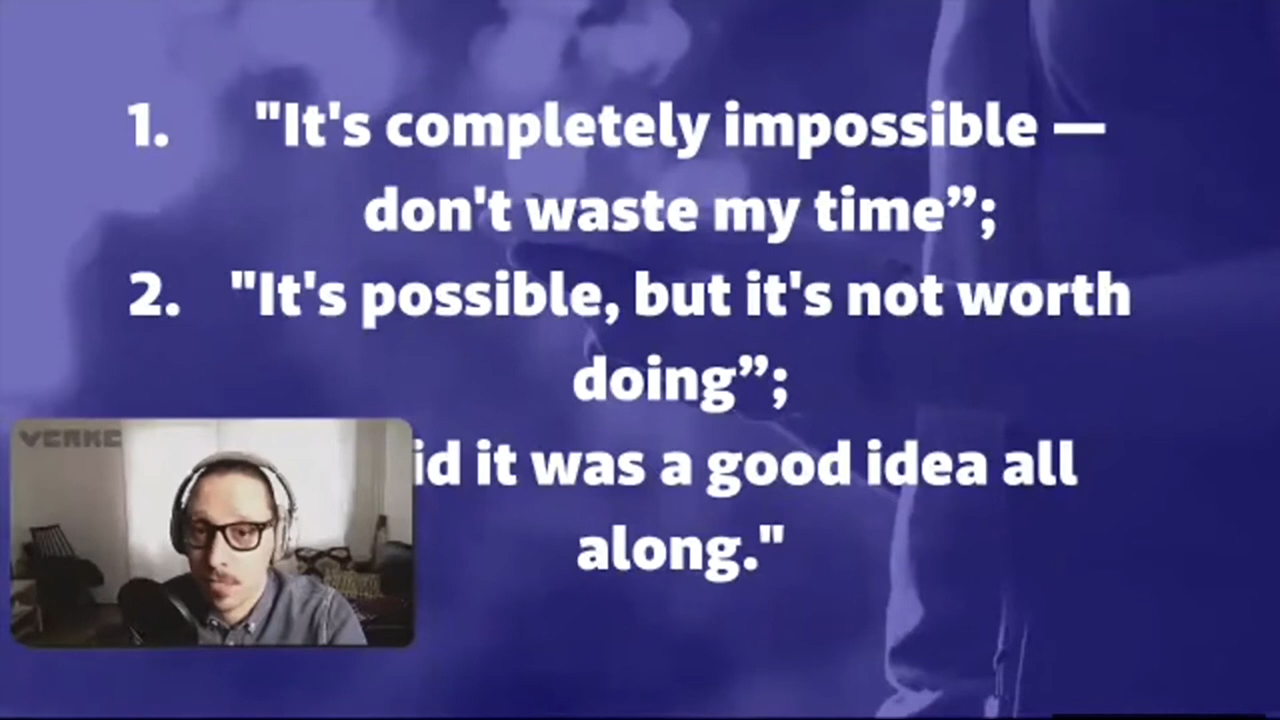 1. "It's completely impossible —
don't waste my time”;
2. "It's possible, but it's not worth
doing”;
it was a good idea all
along."